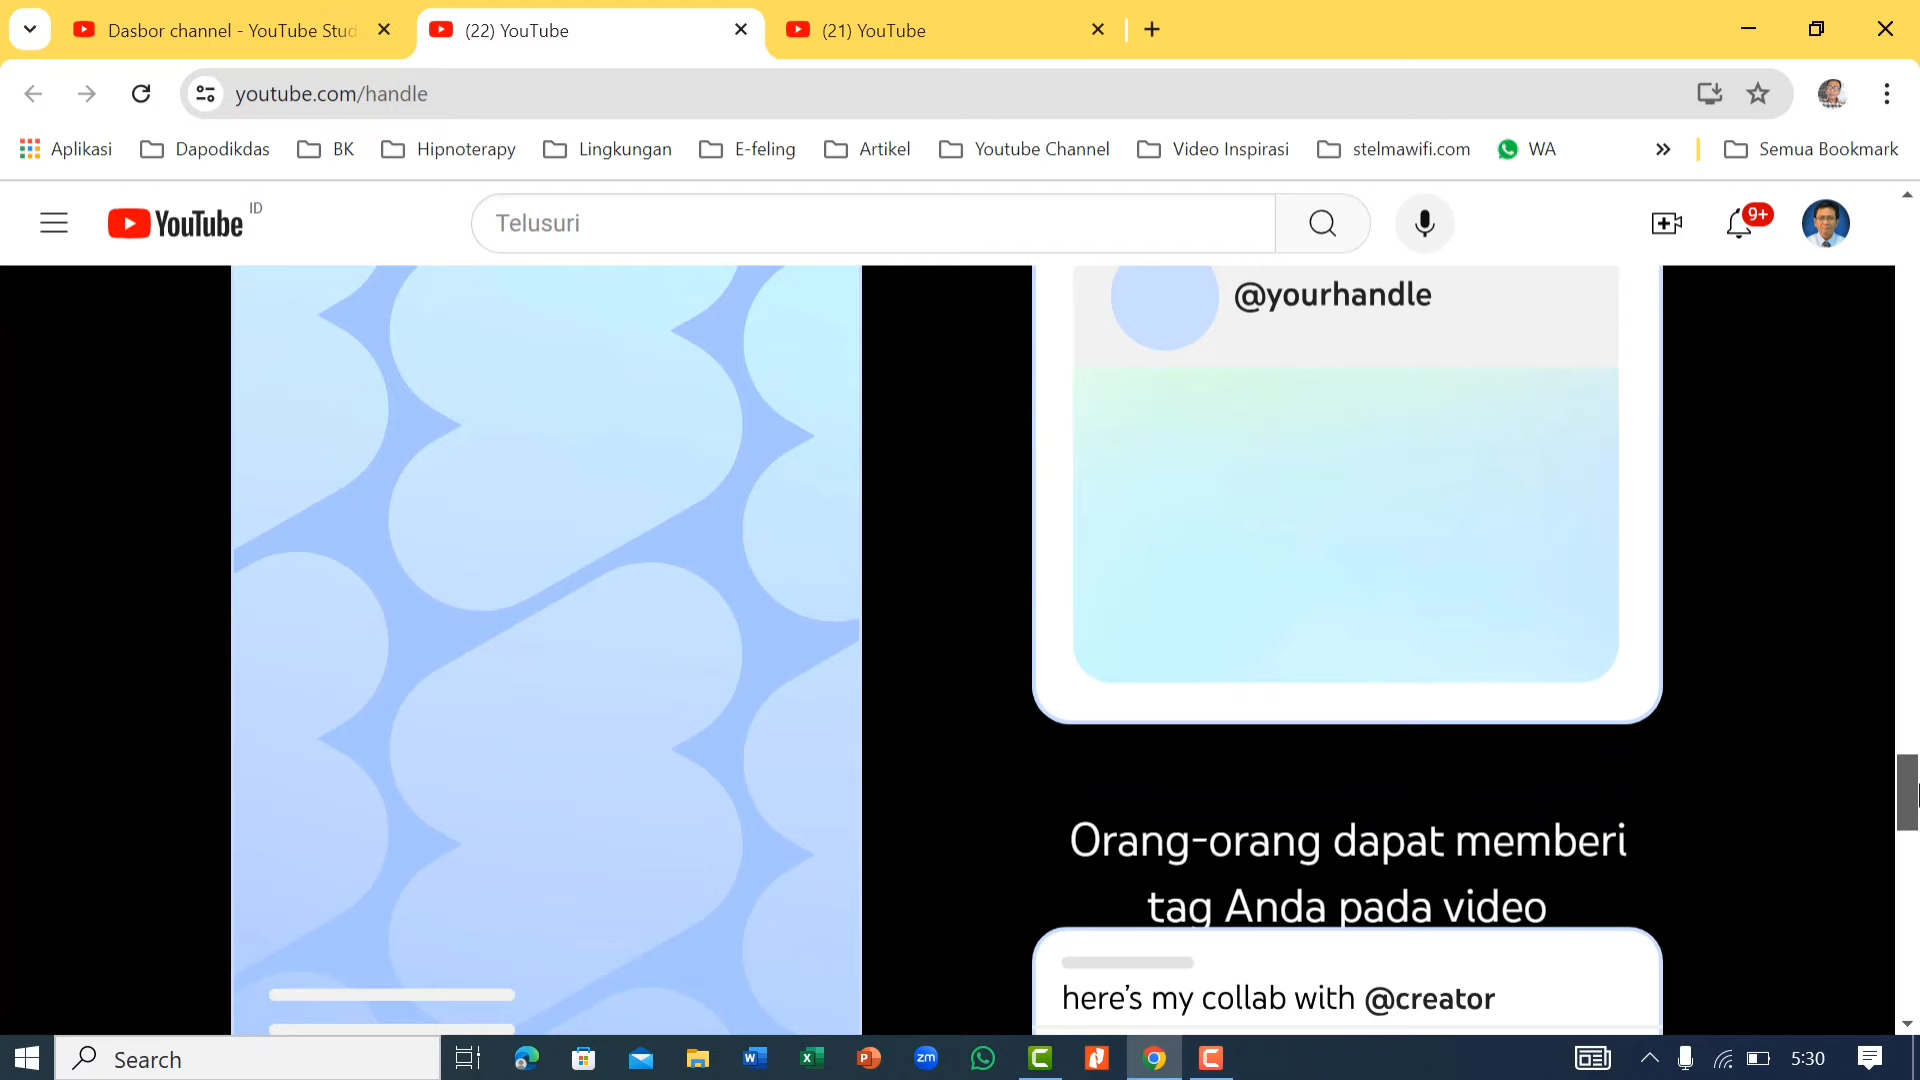 Dasbor channel - YouTube Stud
(22) YouTube
(21) YouTube
youtube.com/handle
Aplikasi
Dapodikdas
BK
Hipnoterapy
Lingkungan
E-feling
Artikel
Youtube Channel
Video Inspirasi
stelmawifi.com
WA
Semua Bookmark
YouTube ID
Telusuri
9+
@yourhandle
Orang-orang dapat memberi
tag Anda pada video
here's my collab with @creator
Search
zm
5:30